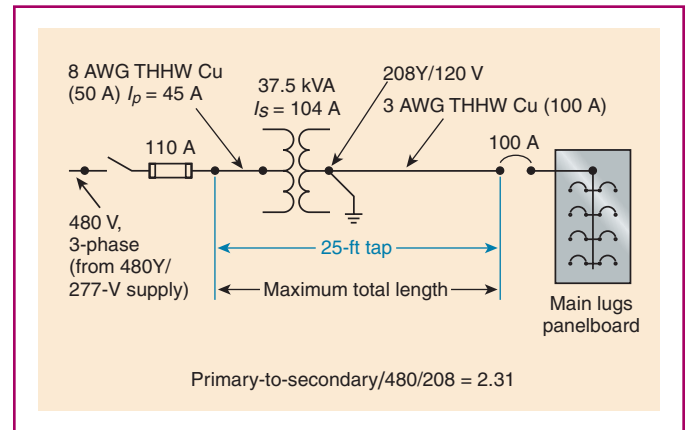 8 AWG THHW Cu
(50 A) Ip = 45 A
37.5 kVA
IS = 104 A
208Y/120 V
3 AWG THHW Cu (100 A)
110 A
100 A
480 V,
3-phase
(from 480Y/
277-V supply)
25-ft tap
Maximum total length
Main lugs
panelboard
Primary-to-secondary/480/208 = 2.31